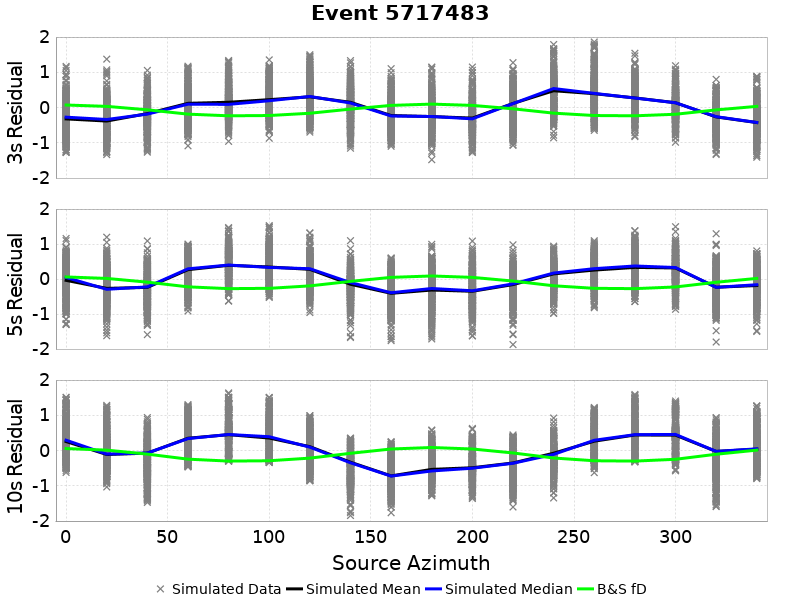 Event 5717483
3s Residual
2
1
0
-1
-2
5s Residual
2
1
0
-1
-2
10s Residual
2
1
0
-1
-2
0 50 100 150 200 250 300
Source Azimuth
Simulated Data Simulated Mean Simulated Median B&S fD